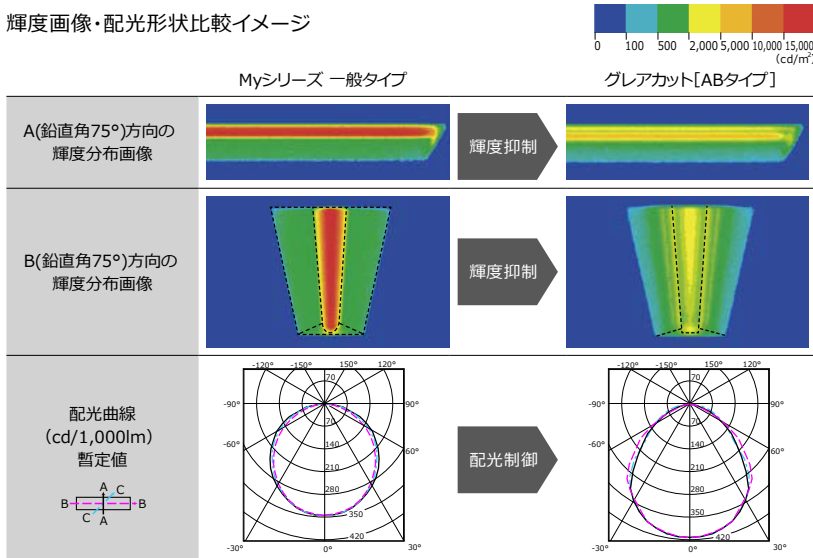 輝度画像・配光形状比較イメージ
0 100 500 2,000 5,000 10,000 15,000
(cd/m²)
Myシリーズ 一般タイプ
グレアカット[ABタイプ]
A(鉛直角75°)方向の
輝度分布画像
輝度抑制
B(鉛直角75°)方向の
輝度分布画像
輝度抑制
配光曲線
(cd/1,000lm)
暫定値
A C
B B
C A
-120° -150° 150° 120°
70
-90° 90°
70
-60° 60°
140
210
280
350
420
-30° 0° 30°
配光制御
-120° -150° 150° 120°
70
-90° 90°
70
-60° 60°
140
210
280
350
420
-30° 0° 30°